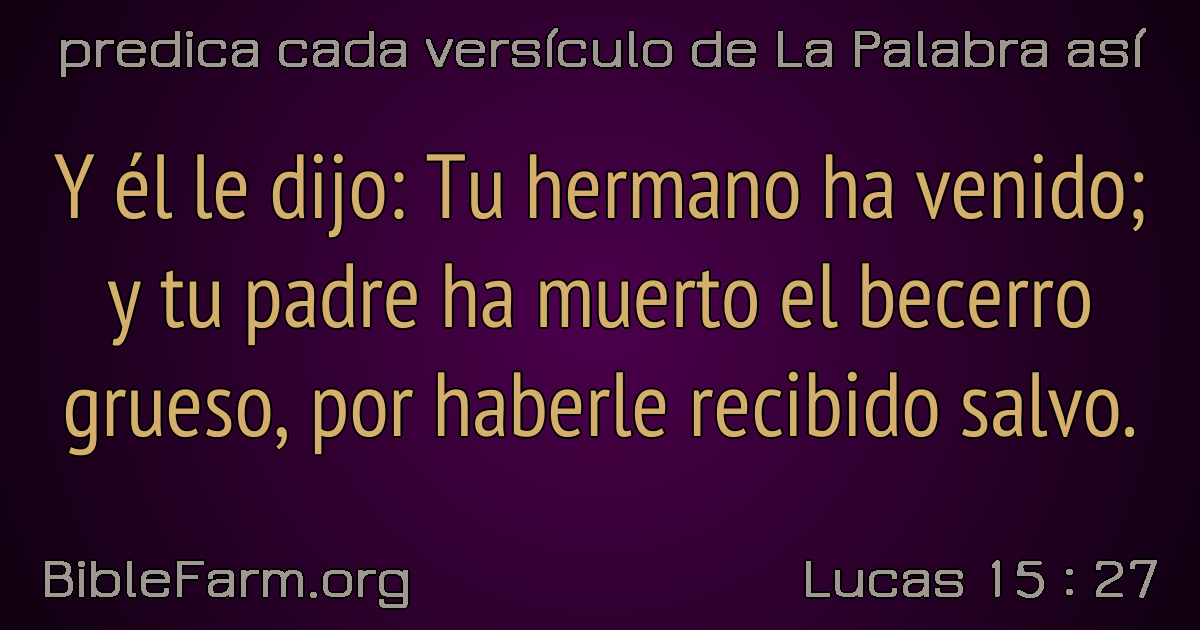 predica cada versículo de La Palabra así
Y él le dijo: Tu hermano ha venido;
y tu padre ha muerto el becerro
grueso, por haberle recibido salvo.
BibleFarm.org
Lucas 15 : 27